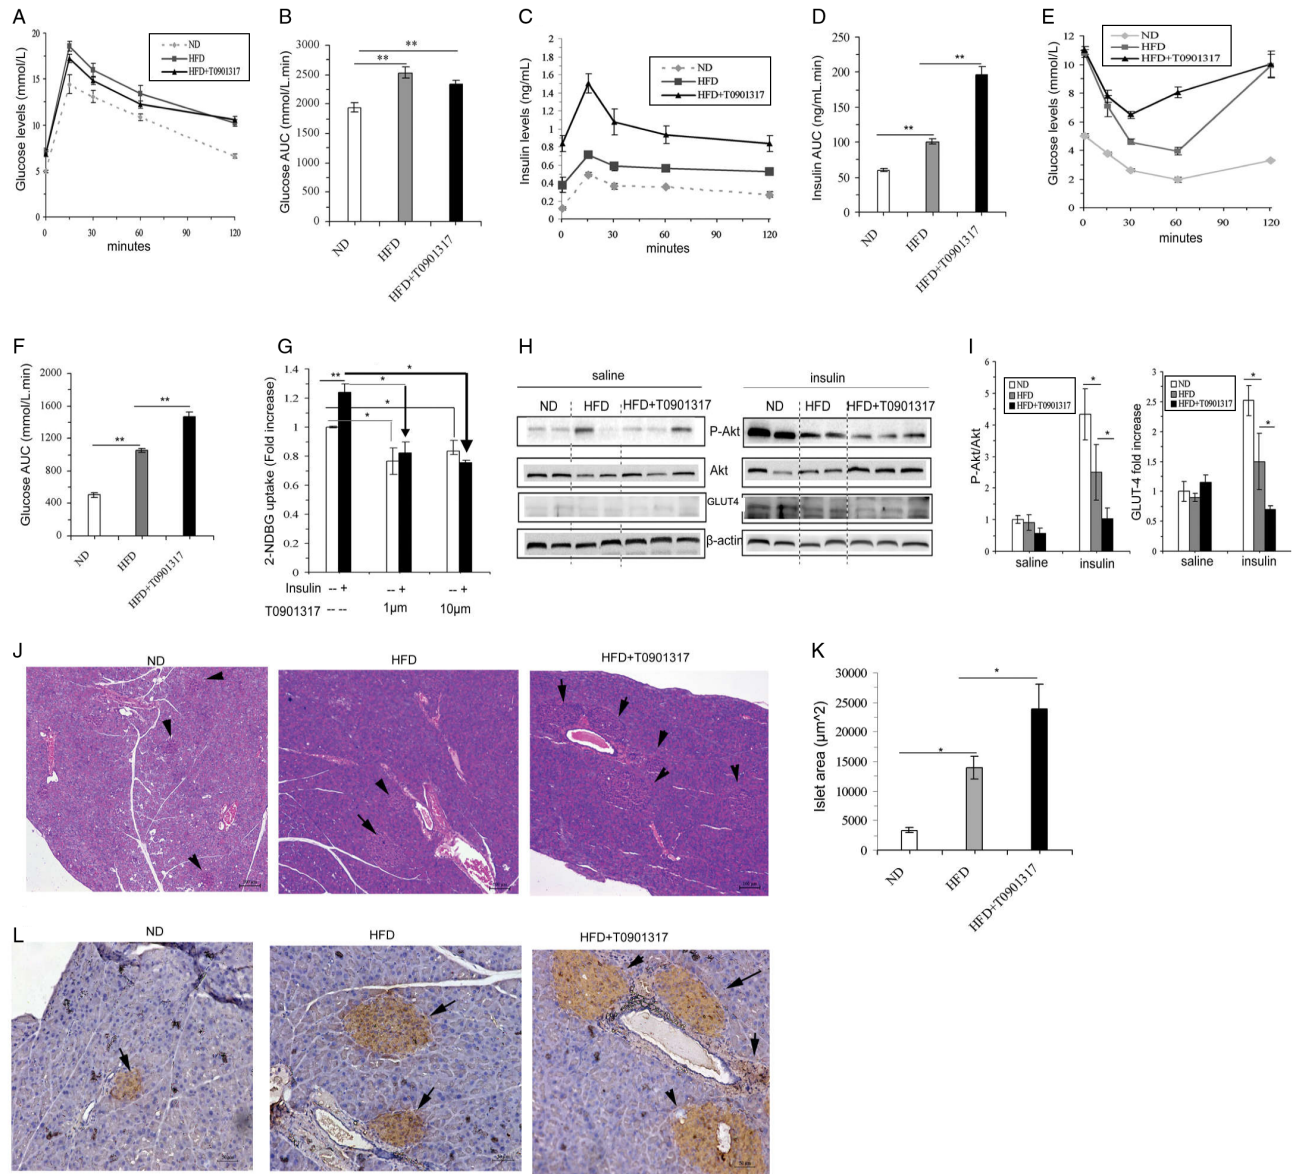 A
Glucose levels (mmol/L)
20
15
10
5
0
0 30 60 90 120
minutes
ND
HFD
HFD+T0901317
B
Glucose AUC (mmol/L.min)
3000
2500
2000
1500
1000
500
0
**
**
ND HFD HFD+T0901317
C
Insulin levels (ng/mL)
2
1.8
1.6
1.4
1.2
1
0.8
0.6
0.4
0.2
0
0 30 60 90 120
minutes
ND
HFD
HFD+T0901317
D
Insulin AUC (ng/mL.min)
250
200
150
100
50
0
**
**
ND HFD HFD+T0901317
E
Glucose levels (mmol/L)
12
10
8
6
4
2
0
0 30 60 90 120
minutes
ND
HFD
HFD+T0901317
F
Glucose AUC (mmol/L.min)
2000
1600
1200
800
400
0
**
**
ND HFD HFD+T0901317
G
2-NDBG uptake (Fold increase)
1.4
1.2
1
0.8
0.6
0.4
0.2
0
**
*
*
*
*
Insulin -- + -- + -- +
T0901317 -- -- 1μm 10μm
H
saline insulin
ND HFD HFD+T0901317 ND HFD HFD+T0901317
P-Akt
Akt
GLUT4
β-actin
I
P-Akt/Akt
6
5
4
3
2
1
0
ND
HFD
HFD+T0901317
*
*
saline insulin
GLUT-4 fold increase
3
2.5
2
1.5
1
0.5
0
ND
HFD
HFD+T0901317
*
*
saline insulin
J
ND HFD HFD+T0901317
K
Islet area (μm^2)
30000
25000
15000
10000
5000
0
*
*
ND HFD HFD+T0901317
L
ND HFD HFD+T0901317